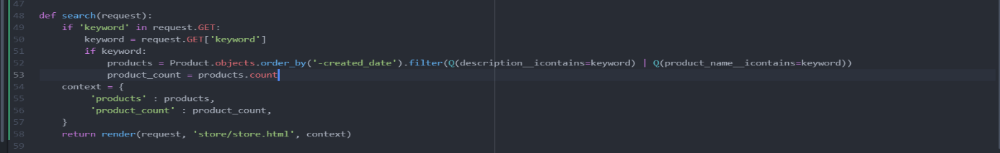 47
48 def search(request):
49     if 'keyword' in request.GET:
50         keyword = request.GET['keyword']
51         if keyword:
52             products = Product.objects.order_by('-created_date').filter(Q(description__icontains=keyword) | Q(product_name__icontains=keyword))
53             product_count = products.count
54     context = {
55          'products' : products,
56          'product_count' : product_count,
57     }
58     return render(request, 'store/store.html', context)
59